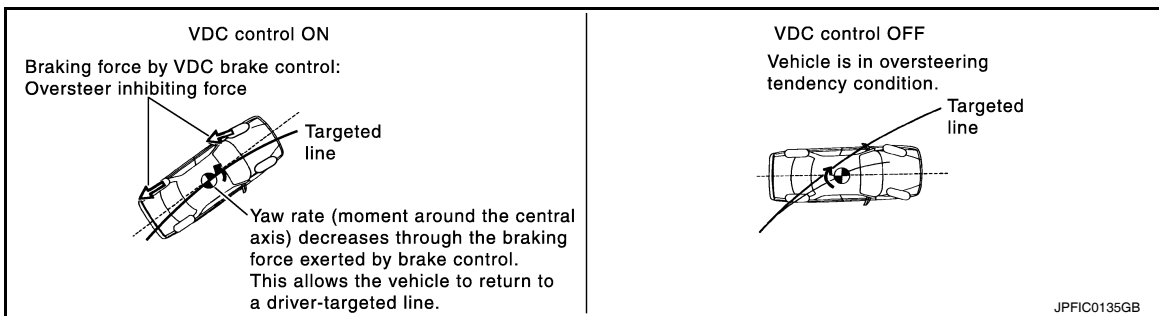 VDC control ON
Braking force by VDC brake control:
Oversteer inhibiting force
Targeted
line
Yaw rate (moment around the central
axis) decreases through the braking
force exerted by brake control.
This allows the vehicle to return to
a driver-targeted line.
VDC control OFF
Vehicle is in oversteering
tendency condition.
Targeted
line
JPFIC0135GB